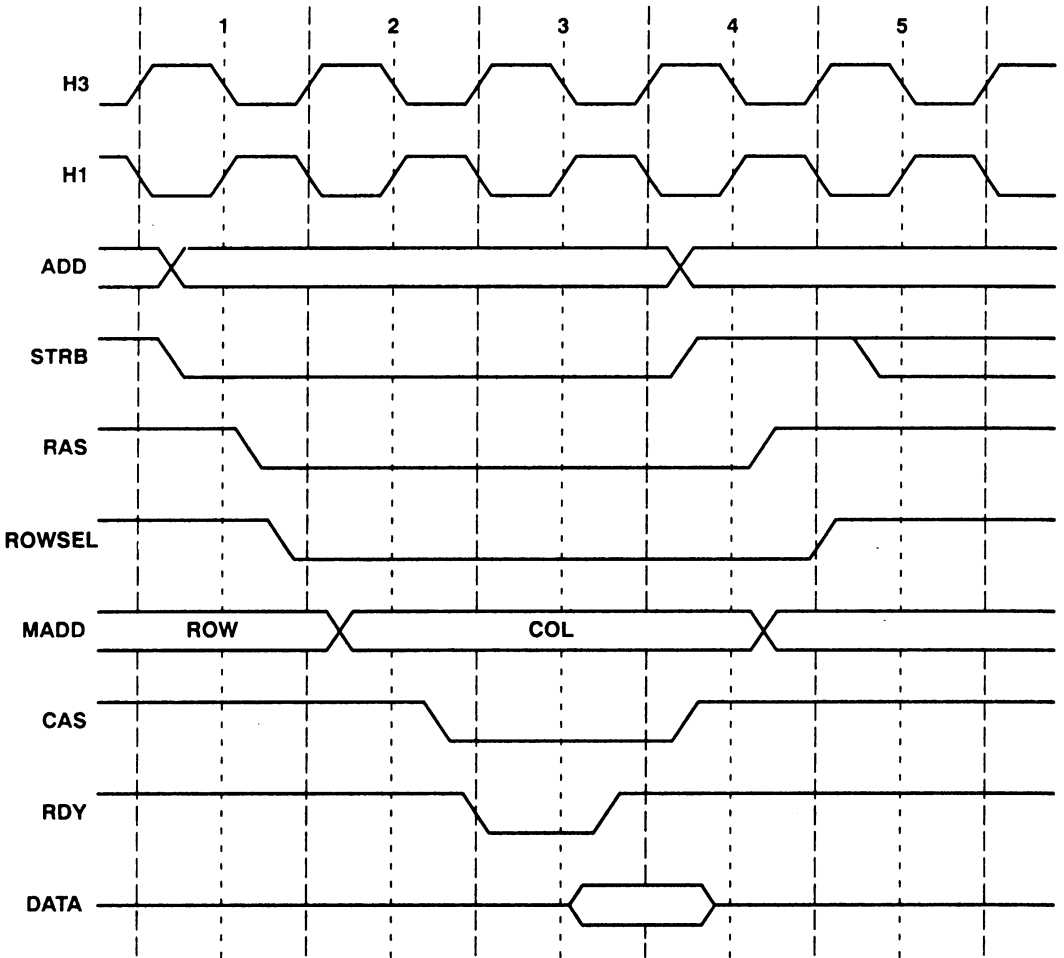 1 2 3 4 5
H3
H1
ADD
STRB
RAS
ROWSEL
MADD ROW COL
CAS
RDY
DATA